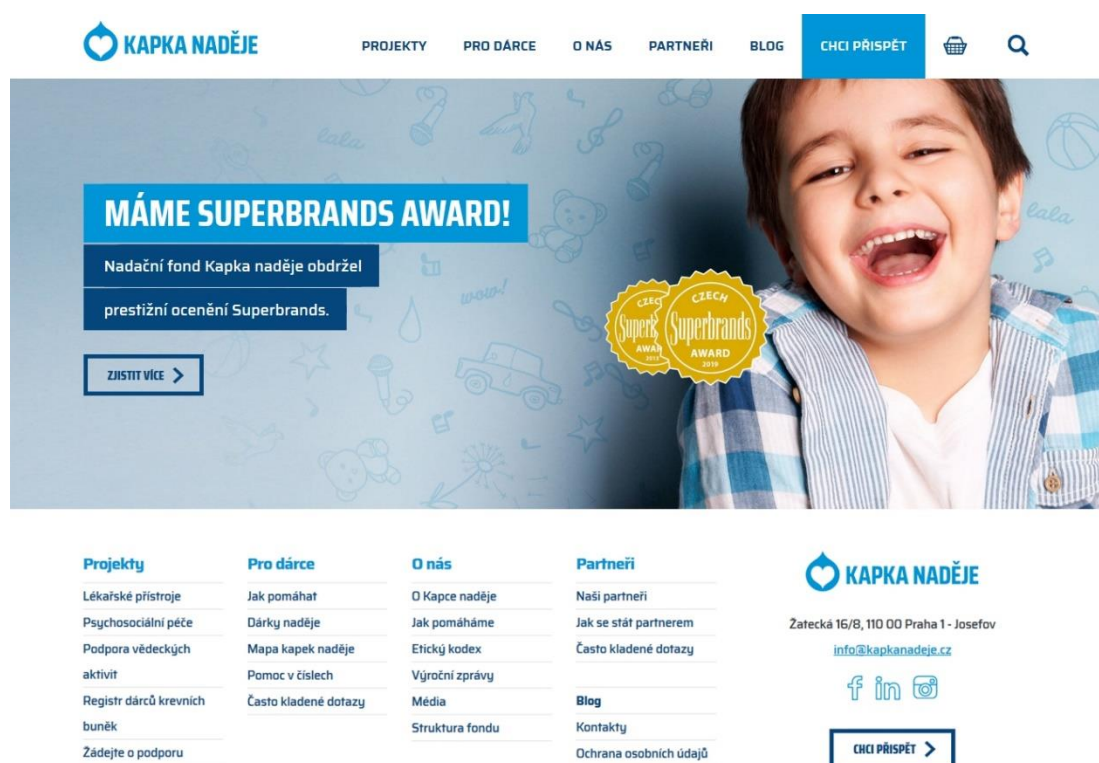 KAPKA NADĚJE
PROJEKTY
PRO DÁRCE
O NÁS
PARTNEŘI
BLOG
CHCI PŘISPĚT
lala
wow!
lala
MÁME SUPERBRANDS AWARD!
Nadační fond Kapka naděje obdržel
prestižní ocenění Superbrands.
ZJISTIT VÍCE
CZECH
Superbrands
AWARD
2019
Projekty
Lékařské přístroje
Psychosociální péče
Podpora vědeckých
aktivit
Registr dárců krevních
buněk
Žádejte o podporu
Pro dárce
Jak pomáhat
Dárky naděje
Mapa kapek naděje
Pomoc v číslech
Často kladené dotazy
O nás
O Kapce naděje
Jak pomáháme
Etický kodex
Výroční zprávy
Média
Struktura fondu
Partneři
Naši partneři
Jak se stát partnerem
Často kladené dotazy
Blog
Kontakty
Ochrana osobních údajů
KAPKA NADĚJE
Žatecká 16/8, 110 00 Praha 1 - Josefov
info@kapkanadeje.cz
CHCI PŘISPĚT